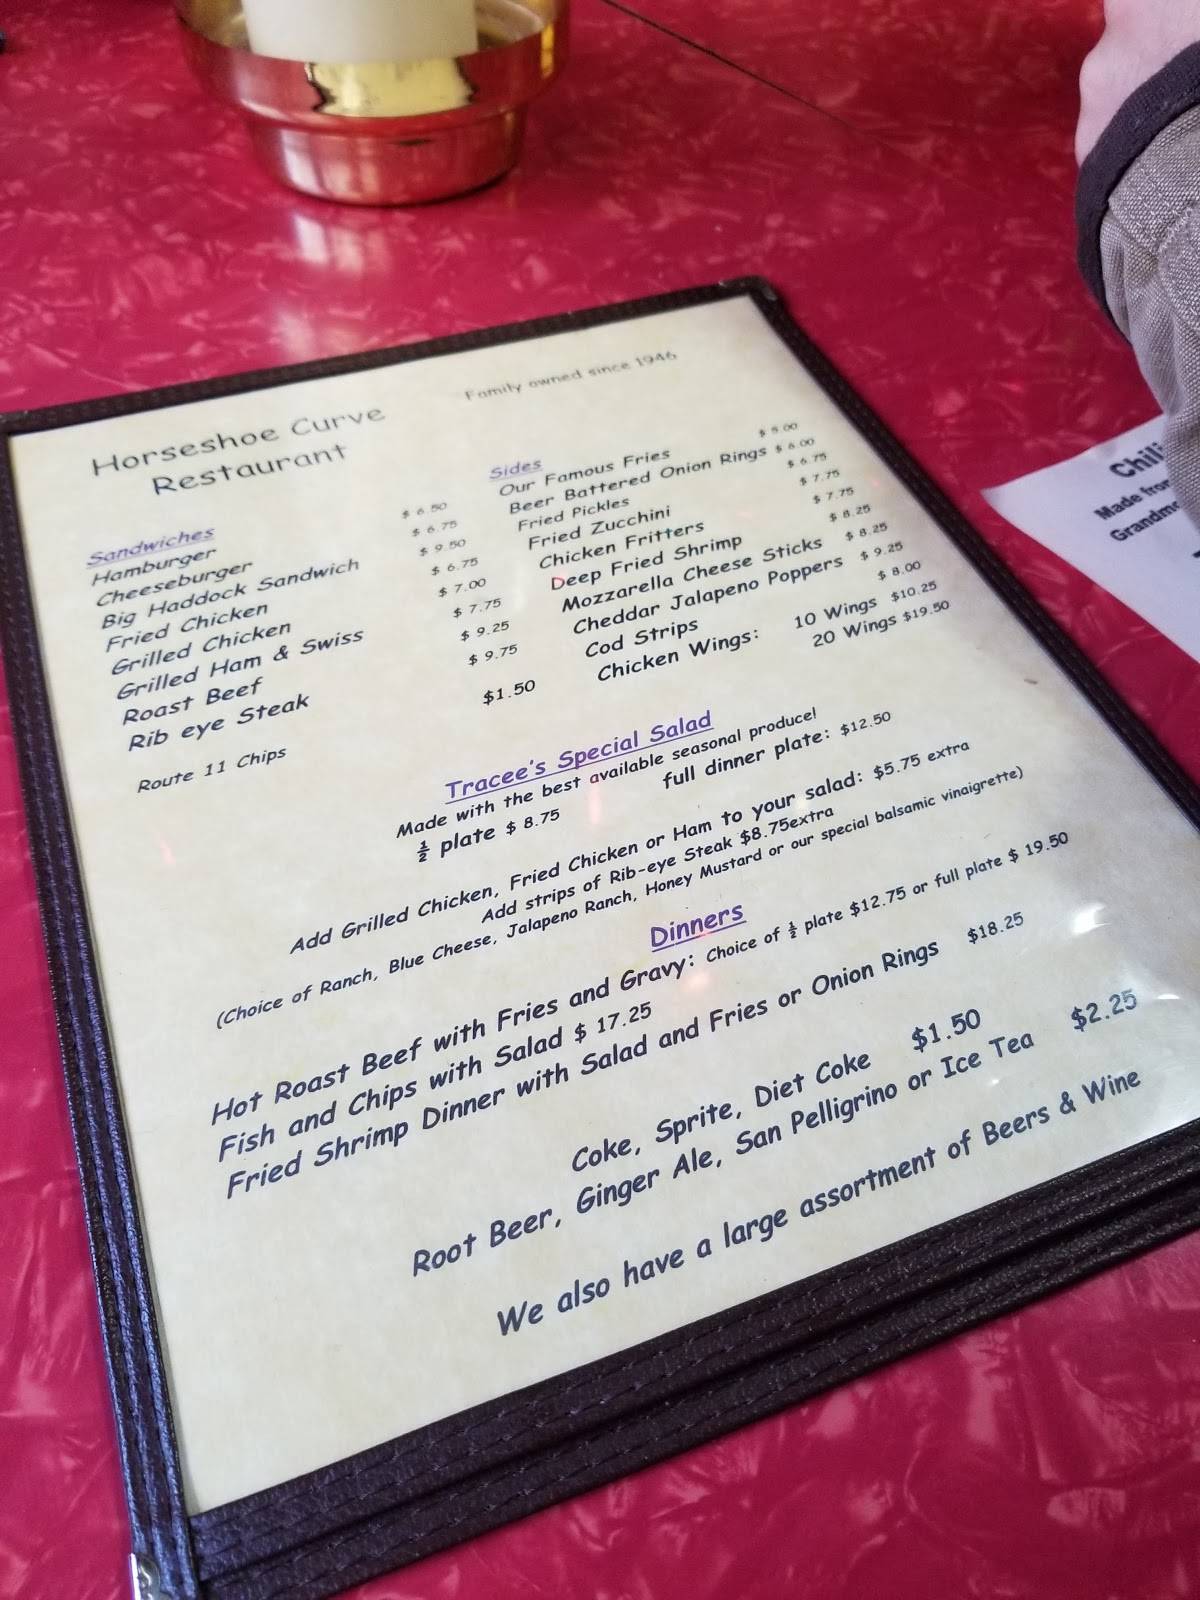 Family owned since 1946
Horseshoe Curve
Restaurant
Sandwiches
Hamburger $ 6.50
Cheeseburger $ 6.75
Big Haddock Sandwich $ 9.50
Fried Chicken $ 6.75
Grilled Chicken $ 7.00
Grilled Ham & Swiss $ 7.75
Roast Beef $ 9.25
Rib eye Steak $ 9.75
Route 11 Chips $1.50
Sides
Our Famous Fries $ 5.00
Beer Battered Onion Rings $ 6.00
Fried Pickles $ 6.75
Fried Zucchini $ 7.75
Chicken Fritters $ 7.75
Deep Fried Shrimp $ 8.25
Mozzarella Cheese Sticks $ 8.25
Cheddar Jalapeno Poppers $ 9.25
Cod Strips $ 8.00
Chicken Wings: 10 Wings $10.25
20 Wings $19.50
Tracee's Special Salad
Made with the best available seasonal produce!
½ plate $ 8.75 full dinner plate: $12.50
Add Grilled Chicken, Fried Chicken or Ham to your salad: $5.75 extra
Add strips of Rib-eye Steak $8.75extra
(Choice of Ranch, Blue Cheese, Jalapeno Ranch, Honey Mustard or our special balsamic vinaigrette)
Dinners
Hot Roast Beef with Fries and Gravy: Choice of ½ plate $12.75 or full plate $ 19.50
Fish and Chips with Salad $ 17.25
Fried Shrimp Dinner with Salad and Fries or Onion Rings $18.25
Coke, Sprite, Diet Coke $1.50
Root Beer, Ginger Ale, San Pelligrino or Ice Tea $2.25
We also have a large assortment of Beers & Wine
Chili
Made from